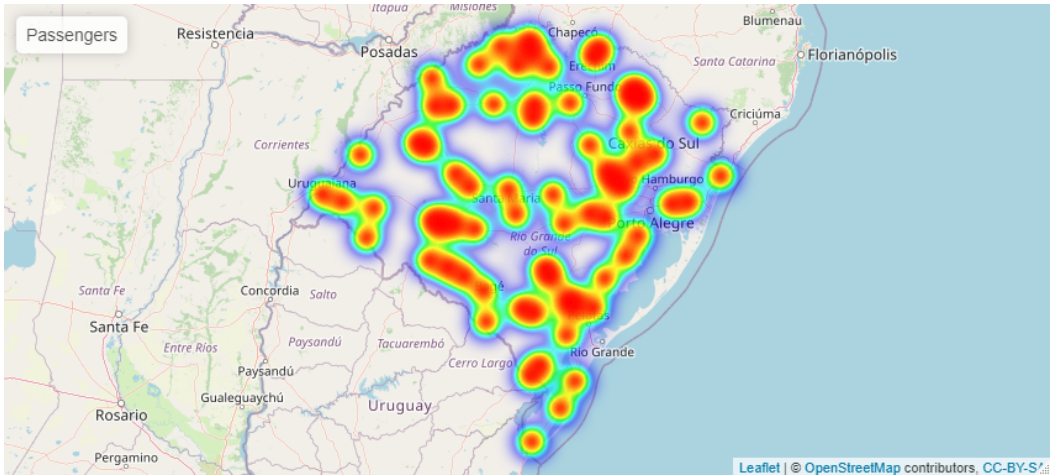 Passengers
Itapua
Misiones
Resistencia
Posadas
Chapecó
Blumenau
Florianópolis
Santa Catarina
Passo Fundo
Criciúma
Corrientes
Caxias do Sul
Hamburgo
Uruguaiana
Santa Maria
Porto Alegre
Rio Grande
do Sul
Concordia
Salto
Santa Fe
Santa Fe
Entre Ríos
Paysandú
Tacuarembó
Cerro Largo
Rio Grande
Paysandú
Gualeguaychú
Uruguay
Rosario
Pergamino
Leaflet | © OpenStreetMap contributors, CC-BY-SA